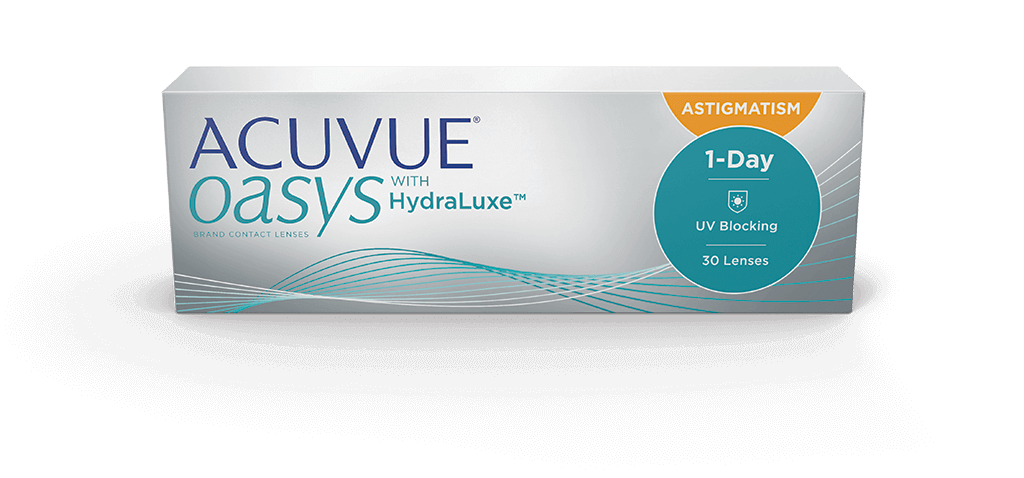 ACUVUE®
oasys WITH HydraLuxe™
BRAND CONTACT LENSES
ASTIGMATISM
1-Day
UV Blocking
30 Lenses